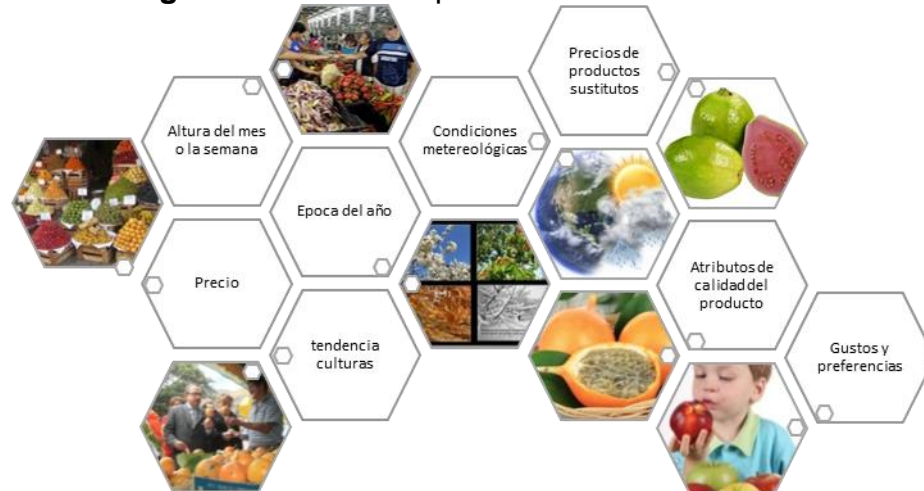 Precios de
productos
sustitutos
Altura del mes
o la semana
Condiciones
metereológicas
Epoca del año
Precio
Atributos de
calidad del
producto
tendencia
culturas
Gustos y
preferencias